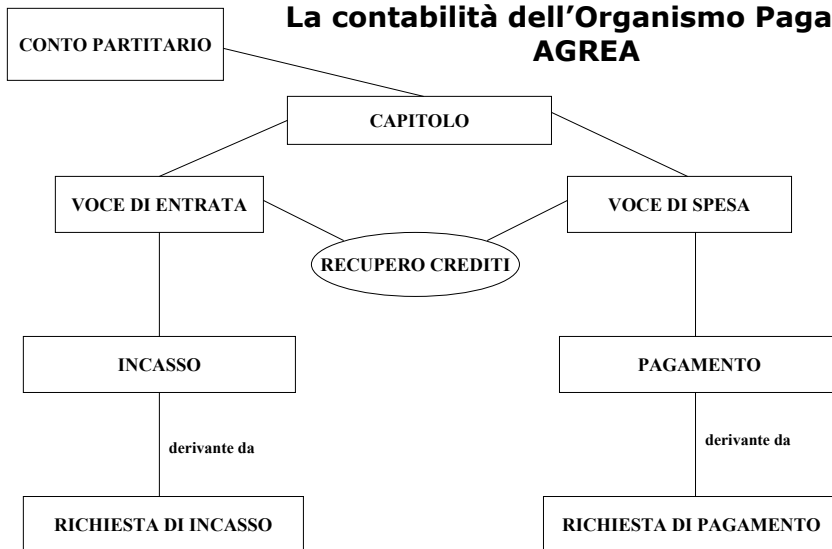 La contabilità dell'Organismo Paga
AGREA
CONTO PARTITARIO
CAPITOLO
VOCE DI ENTRATA
VOCE DI SPESA
RECUPERO CREDITI
INCASSO
PAGAMENTO
derivante da
derivante da
RICHIESTA DI INCASSO
RICHIESTA DI PAGAMENTO